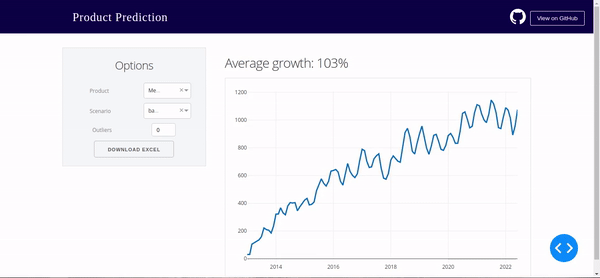 Product Prediction
View on GitHub
Options
Product Me..
Scenario ba..
Outliers 0
DOWNLOAD EXCEL
Average growth: 103%
1200
1000
800
600
400
200
0
2014 2016 2018 2020 2022